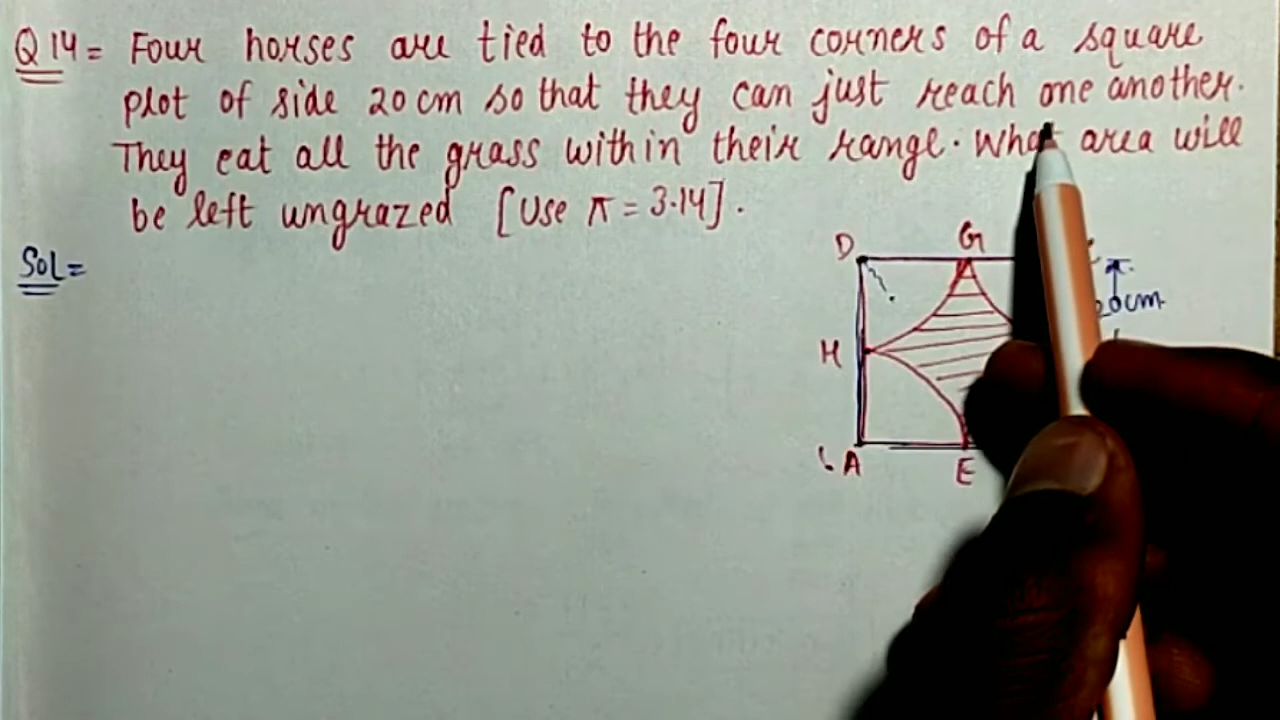 Q 14 = Four horses are tied to the four corners of a square
plot of side 20 cm so that they can just reach one another.
They eat all the grass within their range. What area will
be left ungrazed [Use π = 3.14].
Sol =
D G
H
A E